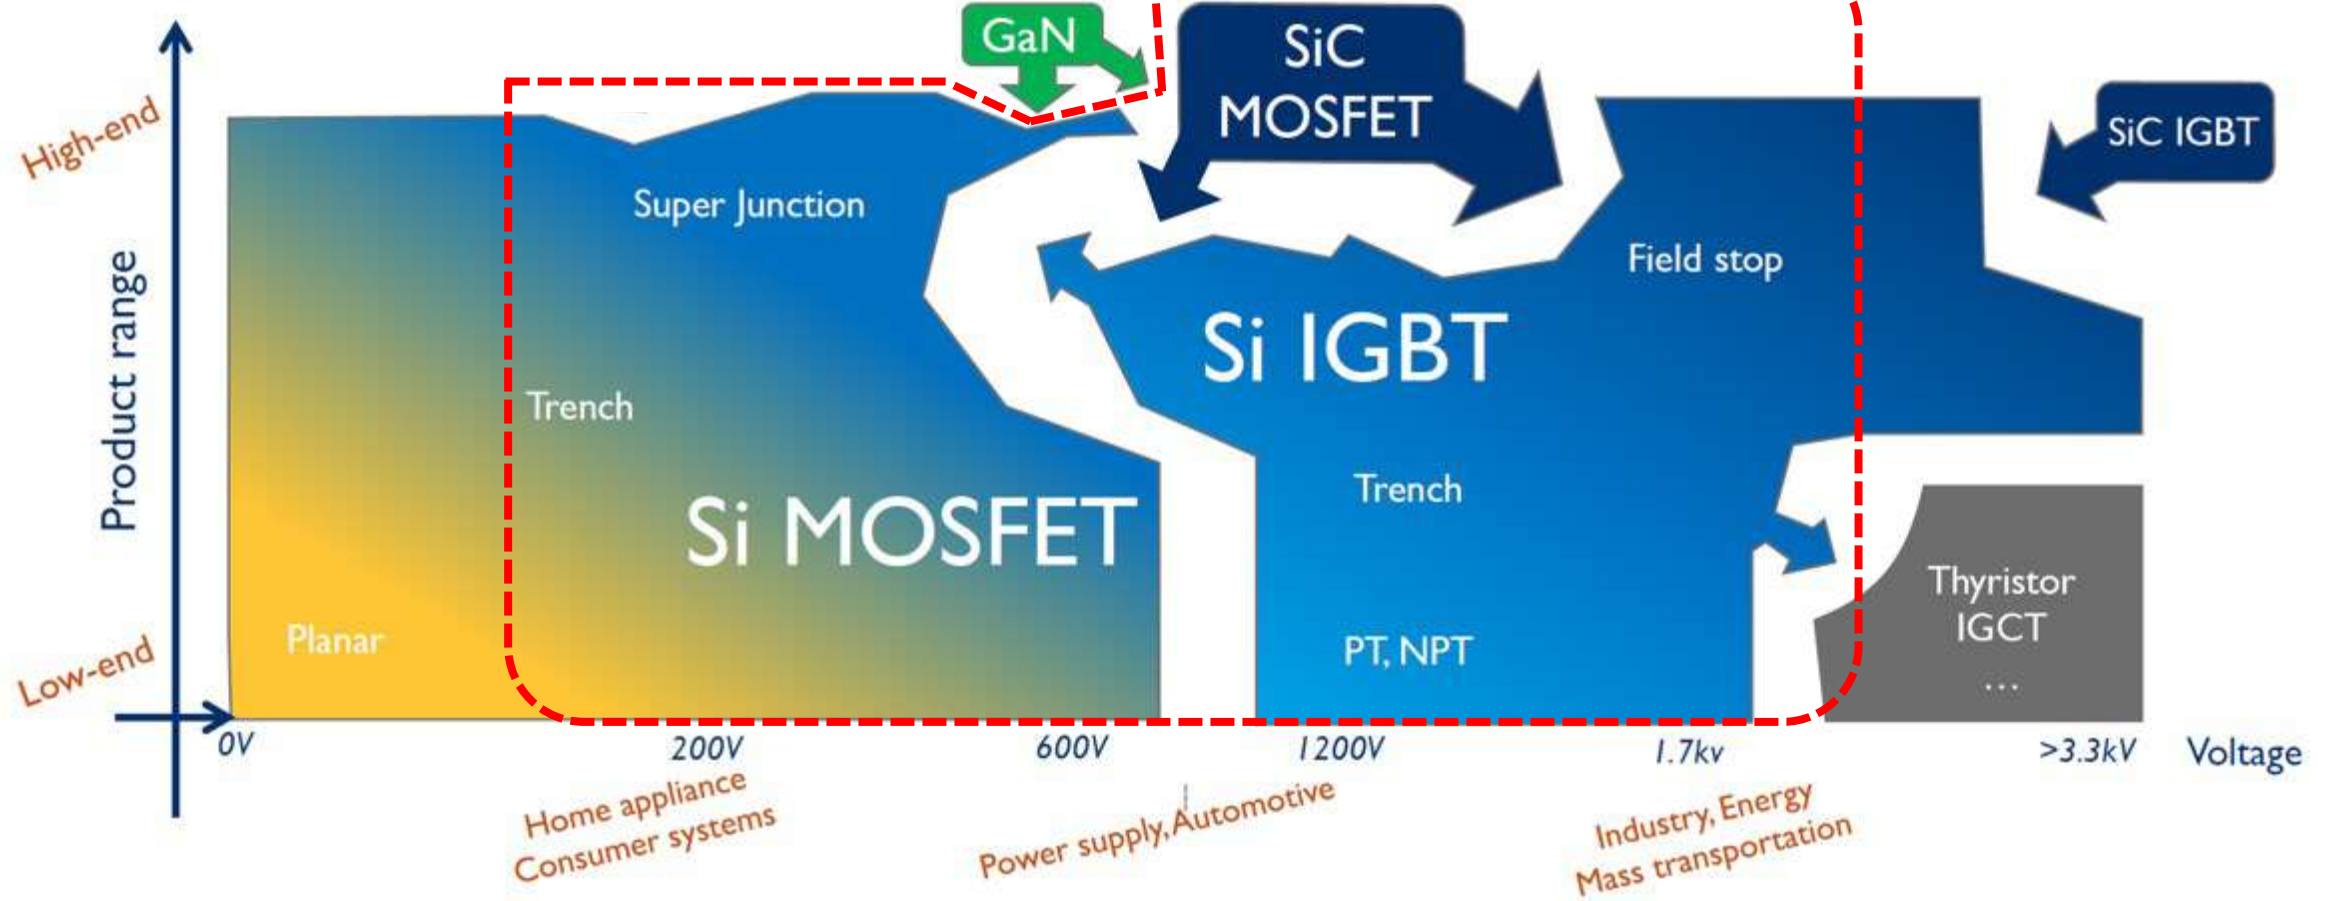 GaN
SiC
MOSFET
SiC IGBT
High-end
Super Junction
Field stop
Product range
Si IGBT
Trench
Trench
Si MOSFET
Thyristor
IGCT
...
Planar
PT, NPT
Low-end
0V
200V
600V
1200V
1.7kv
>3.3kV
Voltage
Home appliance
Consumer systems
Power supply, Automotive
Industry, Energy
Mass transportation